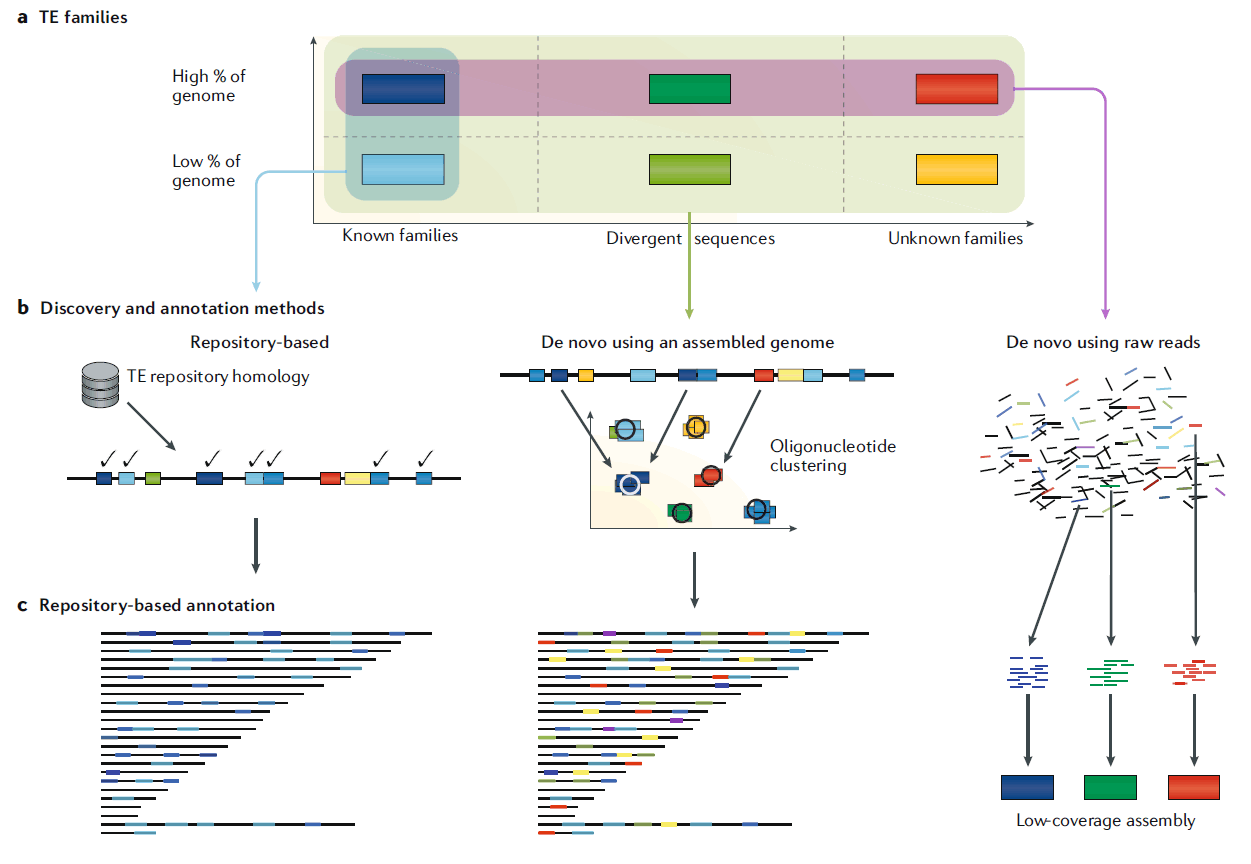 a TE families
High % of
genome
Low % of
genome
Known families
Divergent sequences
Unknown families
b Discovery and annotation methods
Repository-based
TE repository homology
De novo using an assembled genome
Oligonucleotide
clustering
De novo using raw reads
c Repository-based annotation
Low-coverage assembly